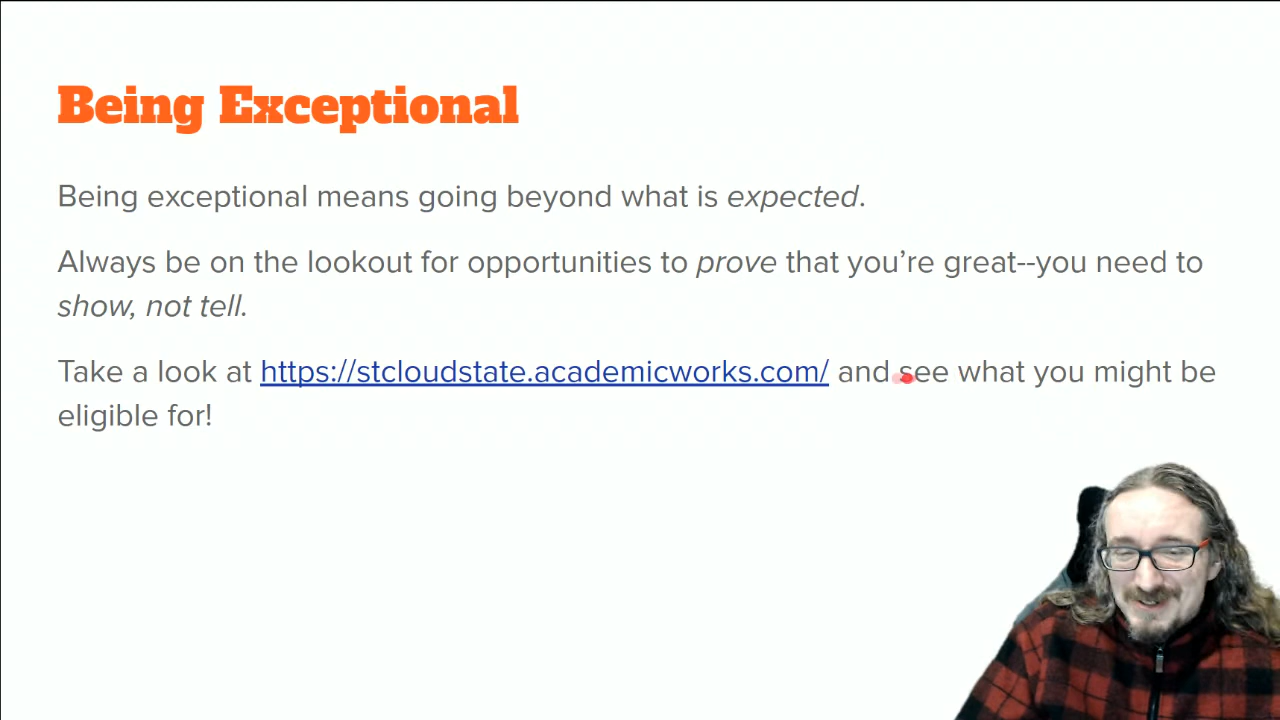 Being Exceptional
Being exceptional means going beyond what is expected.
Always be on the lookout for opportunities to prove that you’re great--you need to
show, not tell.
Take a look at https://stcloudstate.academicworks.com/ and see what you might be
eligible for!